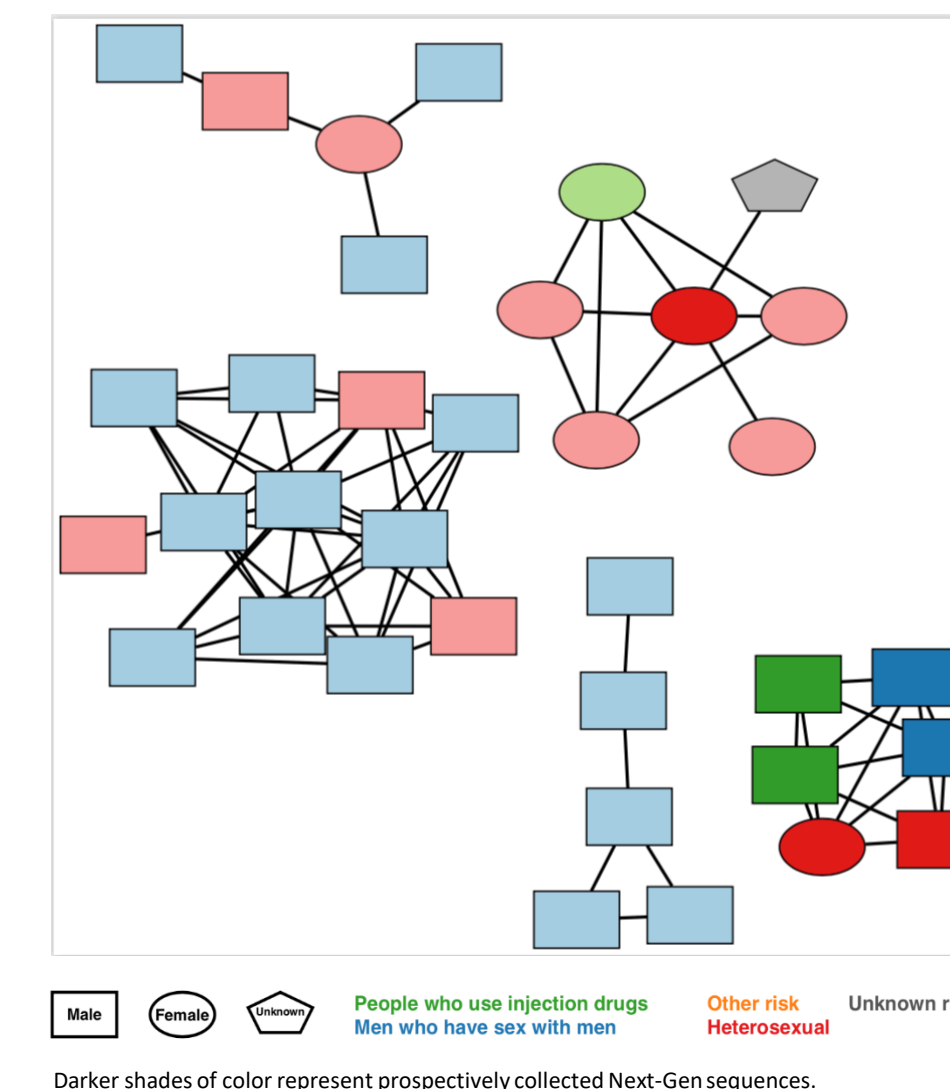 Male
Female
Unknown
People who use injection drugs
Men who have sex with men
Other risk
Heterosexual
Unknown r
Darker shades of color represent prospectively collected Next-Gen sequences.